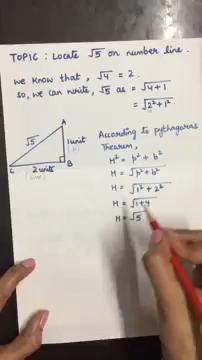 TOPIC: Locate √5 on number line.
we know that, √4 = 2.
so, we can write, √5 as = √4+1
= √2²+1²
A
√5
1 unit
C
B
2 units
According to pythagoras
Theorem,
H² = p² + b²
H = √p² + b²
H = √1² + 2²
H = √1+4
H = √5